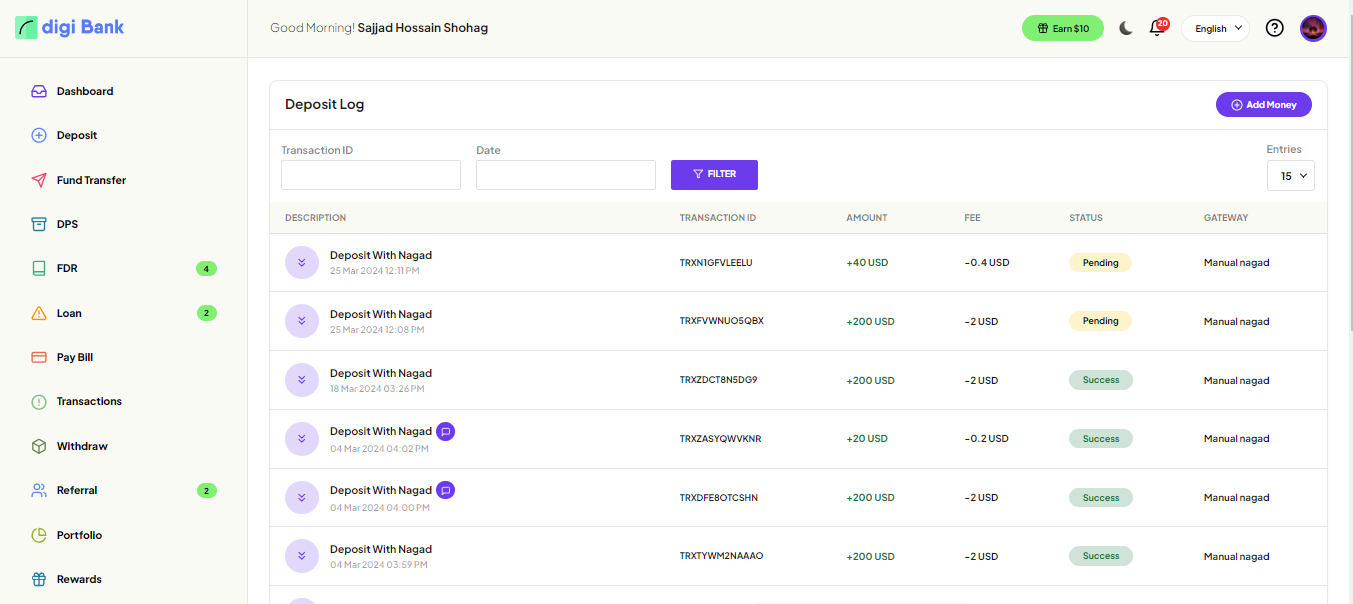 digi Bank
Good Morning! Sajjad Hossain Shohag
Earn $10
20
English
Dashboard
Deposit
Fund Transfer
DPS
FDR 4
Loan 2
Pay Bill
Transactions
Withdraw
Referral 2
Portfolio
Rewards
Deposit Log
Add Money
Transaction ID
Date
FILTER
Entries
15
DESCRIPTION TRANSACTION ID AMOUNT FEE STATUS GATEWAY
Deposit With Nagad
25 Mar 2024 12:11 PM
TRXN1GFVLEELU +40 USD -0.4 USD Pending Manual nagad
Deposit With Nagad
25 Mar 2024 12:08 PM
TRXFVWNUO5QBX +200 USD -2 USD Pending Manual nagad
Deposit With Nagad
18 Mar 2024 03:26 PM
TRXZDCT8N5DG9 +200 USD -2 USD Success Manual nagad
Deposit With Nagad
04 Mar 2024 04:02 PM
TRXZASYQWVKNR +20 USD -0.2 USD Success Manual nagad
Deposit With Nagad
04 Mar 2024 04:00 PM
TRXDFE8OTCSHN +200 USD -2 USD Success Manual nagad
Deposit With Nagad
04 Mar 2024 03:59 PM
TRXTYWM2NAAAO +200 USD -2 USD Success Manual nagad